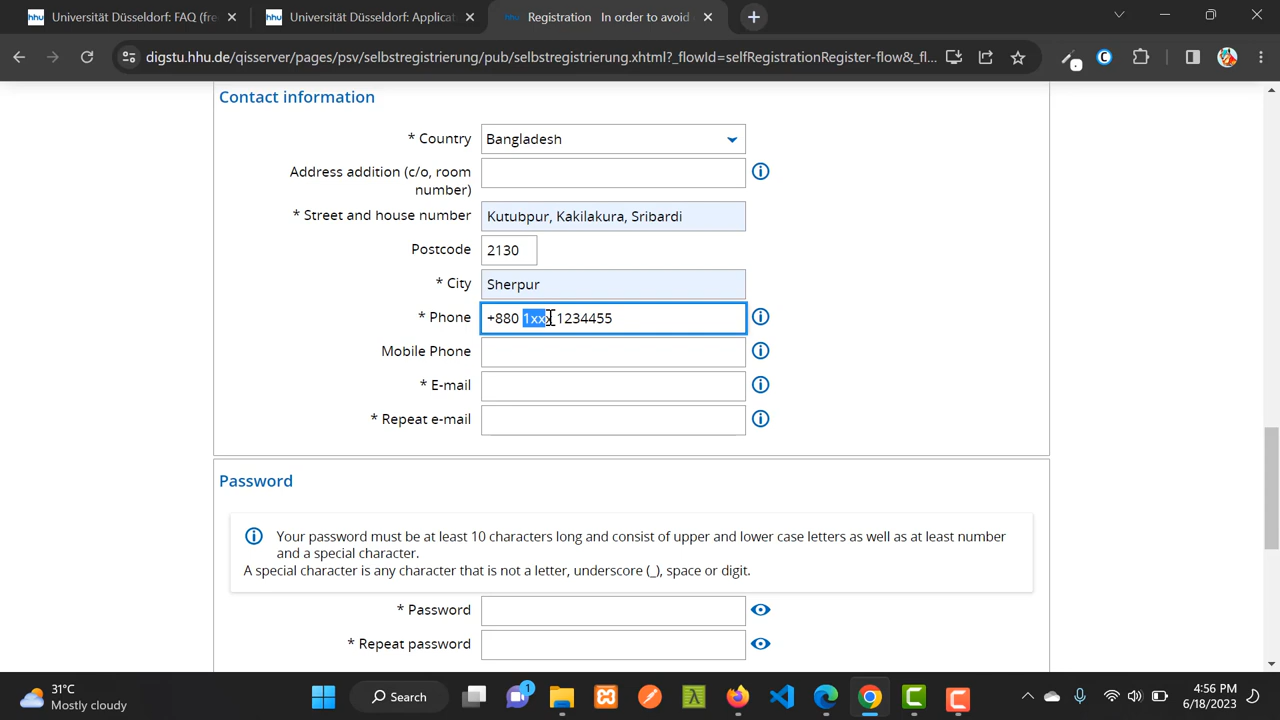 hhu Universität Düsseldorf: FAQ (fre
hhu Universität Düsseldorf: Applicat
hhu Registration In order to avoid
digstu.hhu.de/qisserver/pages/psv/selbstregistrierung/pub/selbstregistrierung.xhtml?_flowId=selfRegistrationRegister-flow&_fl...
Contact information
* Country
Bangladesh
Address addition (c/o, room
number)
* Street and house number
Kutubpur, Kakilakura, Sribardi
Postcode
2130
* City
Sherpur
* Phone
+880 1xxx 1234455
Mobile Phone
* E-mail
* Repeat e-mail
Password
Your password must be at least 10 characters long and consist of upper and lower case letters as well as at least number
and a special character.
A special character is any character that is not a letter, underscore (_), space or digit.
* Password
* Repeat password
31°C
Mostly cloudy
Search
1
4:56 PM
6/18/2023